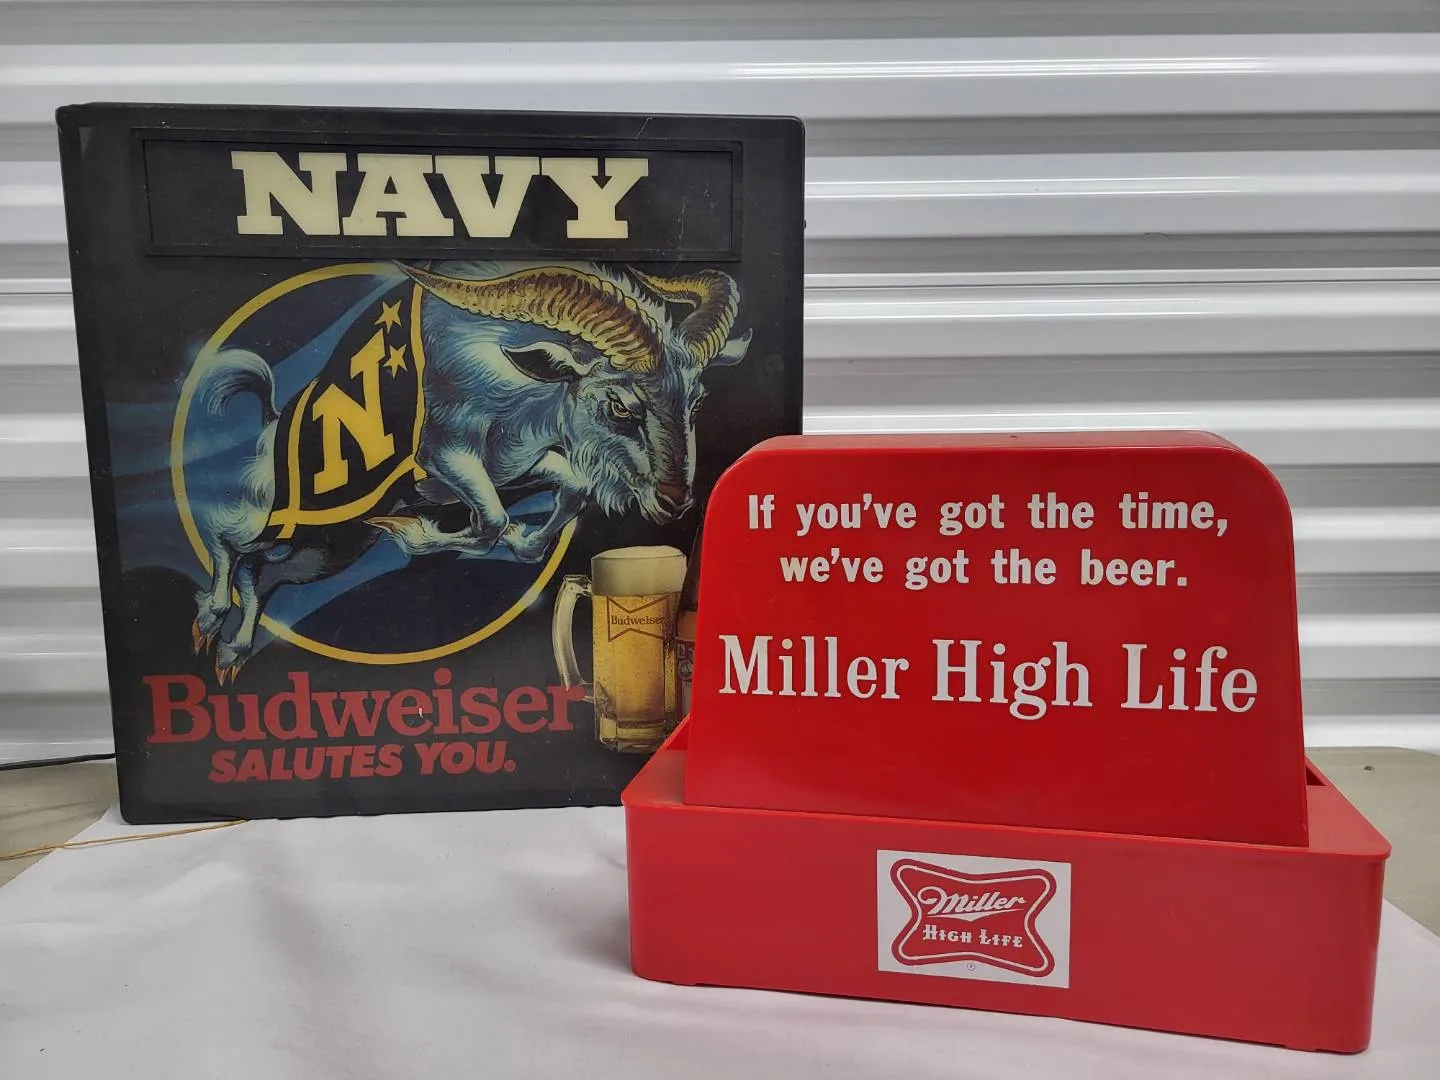 NAVY
N
Budweiser
Budweiser
SALUTES YOU.
If you've got the time,
we've got the beer.
Miller High Life
Miller
HIGH LIFE
®